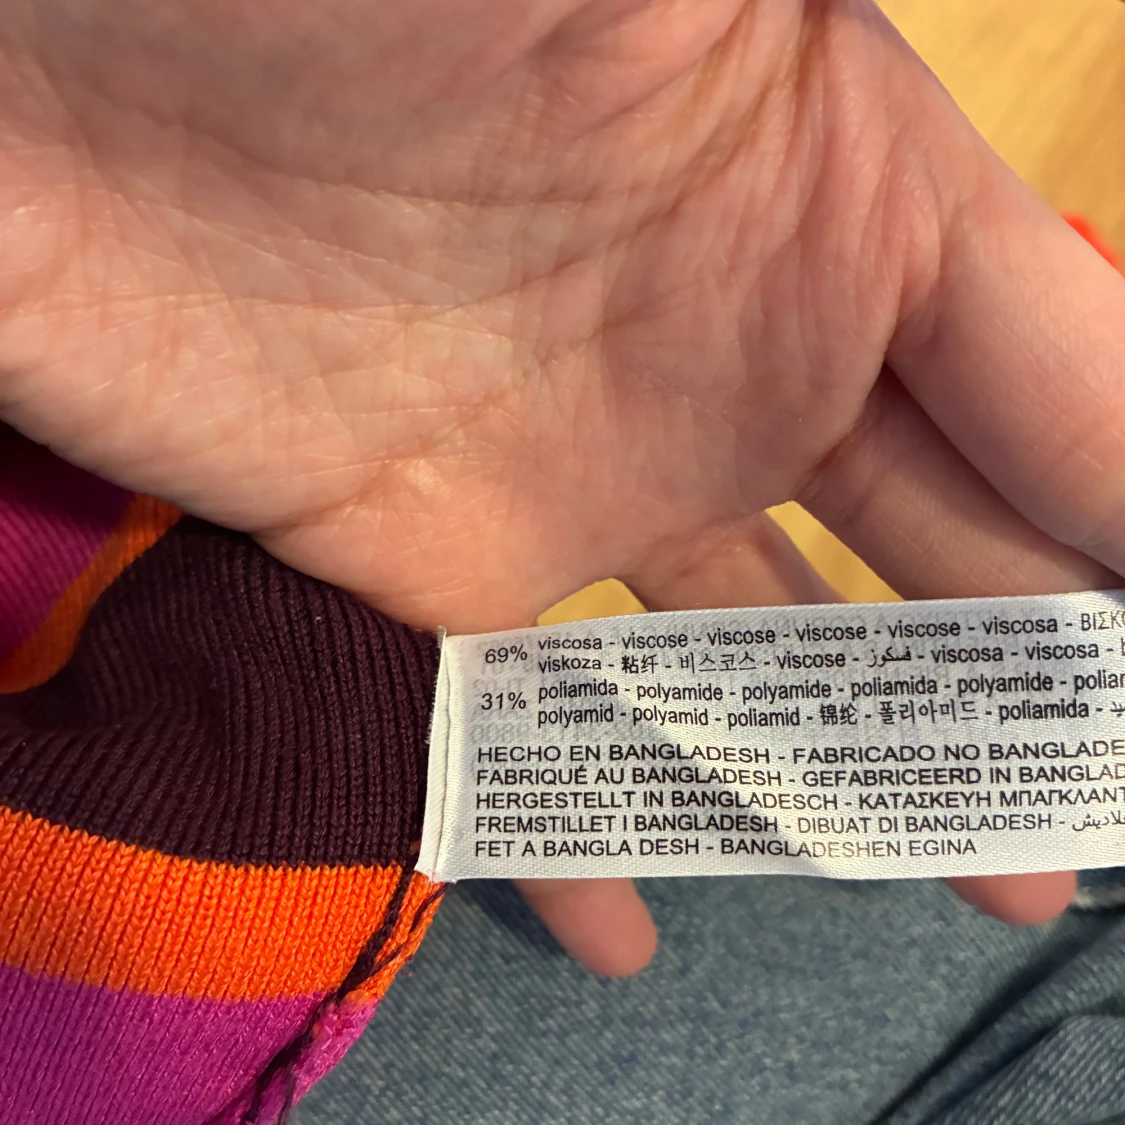 69% viscosa - viscose - viscose - viscose - viscose - viscosa -
viskoza - 粘纤 - 비스코스 - viscose - فسكوز - viscosa - viscosa -
31% poliamida - polyamide - polyamide - poliamida - polyamide -
polyamid - polyamid - poliamid - 锦纶 - 폴리아미드 - poliamida -
HECHO EN BANGLADESH - FABRICADO NO
FABRIQUÉ AU BANGLADESH - GEFABRICEERD IN
HERGESTELLT IN BANGLADESCH - ΚΑΤΑΣΚΕΥΗ
FREMSTILLET I BANGLADESH - DIBUAT DI BANGLADESH -
FET A BANGLA DESH - BANGLADESHEN EGINA